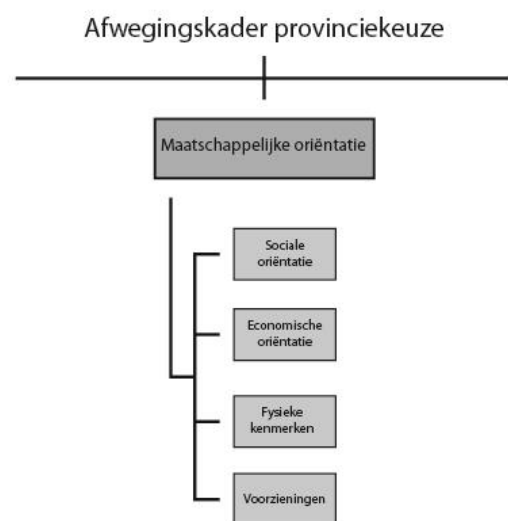 Afwegingskader provinciekeuze
Maatschappelijke oriëntatie
Sociale
oriëntatie
Economische
oriëntatie
Fysieke
kenmerken
Voorzieningen